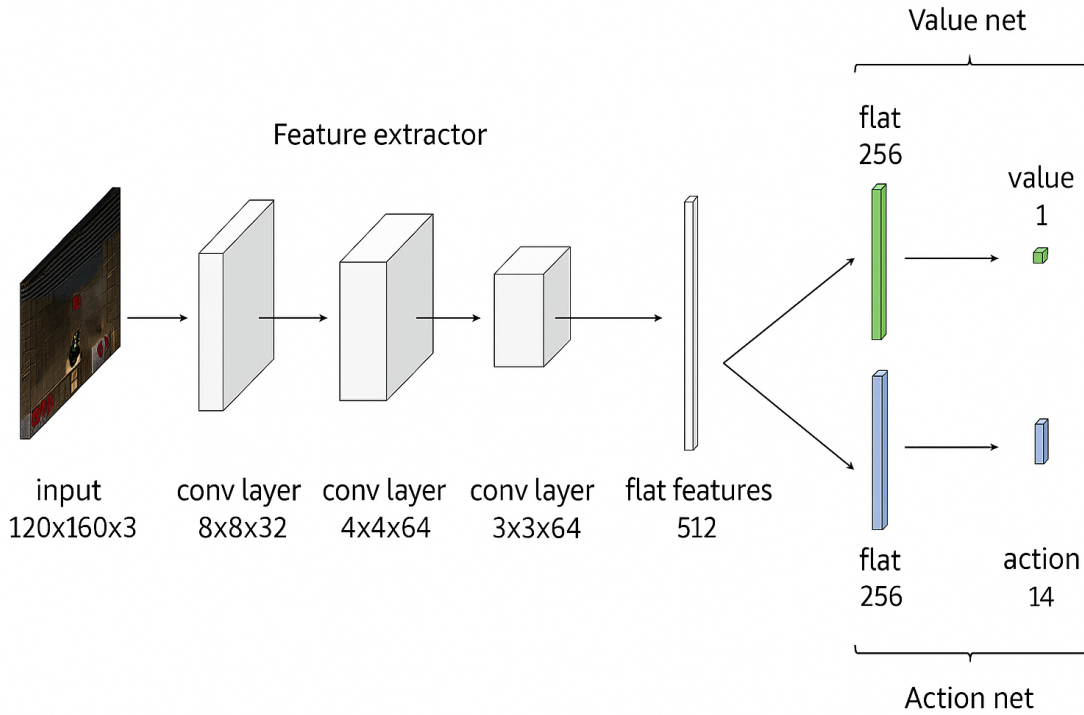 Value net
Feature extractor
flat
256
value
1
input
120x160x3
conv layer
8x8x32
conv layer
4x4x64
conv layer
3x3x64
flat features
512
flat
256
action
14
Action net